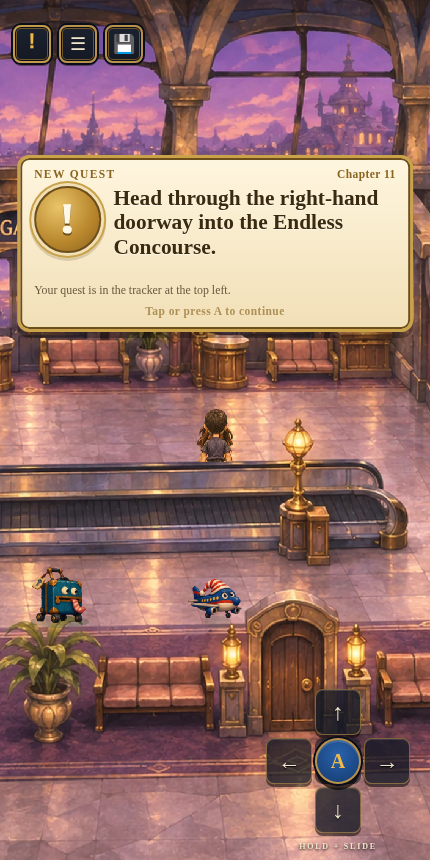 !
☰
NEW QUEST
Chapter 11
!
Head through the right-hand
doorway into the Endless
Concourse.
Your quest is in the tracker at the top left.
Tap or press A to continue
GA
↑
← A →
↓
HOLD + SLIDE